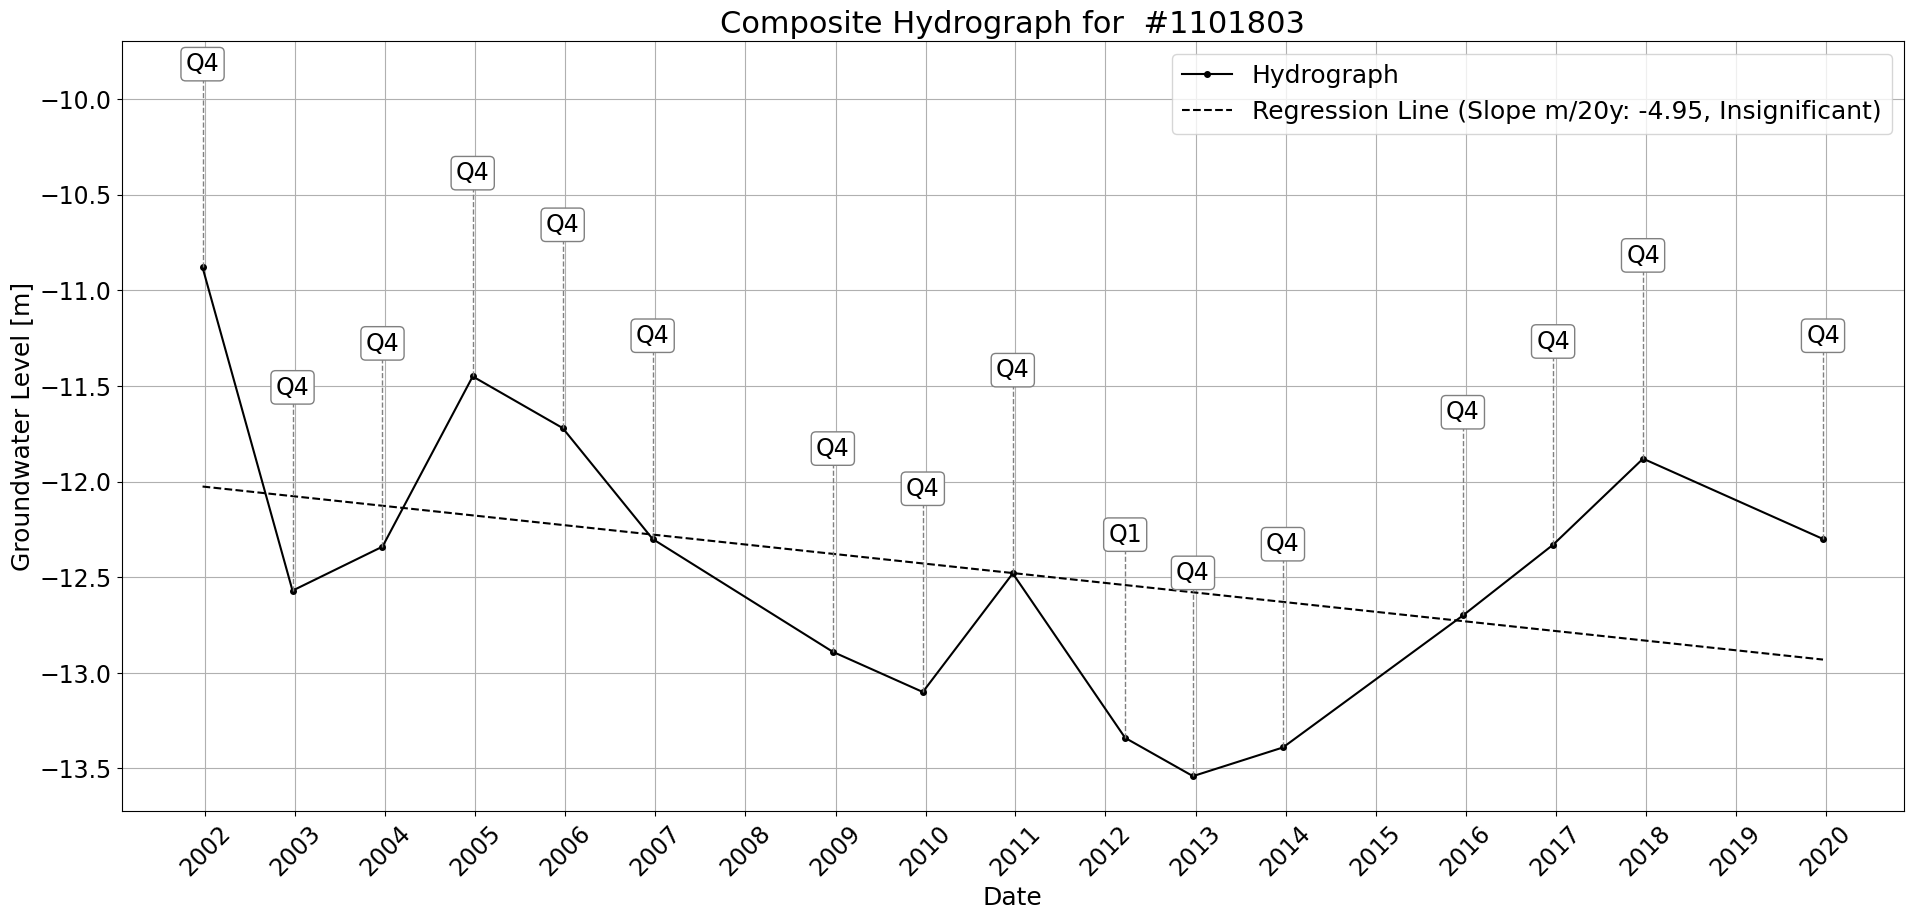 Composite Hydrograph for  #1101803
Hydrograph
Regression Line (Slope m/20y: -4.95, Insignificant)
Groundwater Level [m]
−10.0
−10.5
−11.0
−11.5
−12.0
−12.5
−13.0
−13.5
Q4
Q4
Q4
Q4
Q4
Q4
Q4
Q4
Q4
Q1
Q4
Q4
Q4
Q4
Q4
Q4
2002
2003
2004
2005
2006
2007
2008
2009
2010
2011
2012
2013
2014
2015
2016
2017
2018
2019
2020
Date